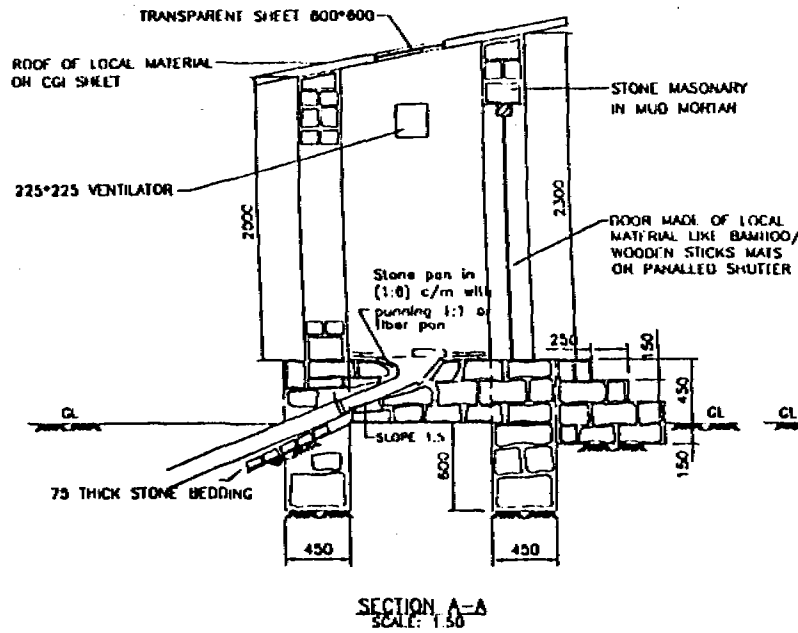 TRANSPARENT SHEET 600*600
ROOF OF LOCAL MATERIAL
OR CGI SHEET
STONE MASONARY
IN MUD MORTAR
225*225 VENTILATOR
2000
2300
DOOR MADE OF LOCAL
MATERIAL LIKE BAMBOO/
WOODEN STICKS MATS
OR PANALLED SHUTTER
Stone pan in
(1:6) c/m with
punning 1:1 or
fiber pan
250
150
450
GL
GL
GL
SLOPE 1:5
600
150
75 THICK STONE BEDDING
450
450
SECTION A-A
SCALE: 1:50